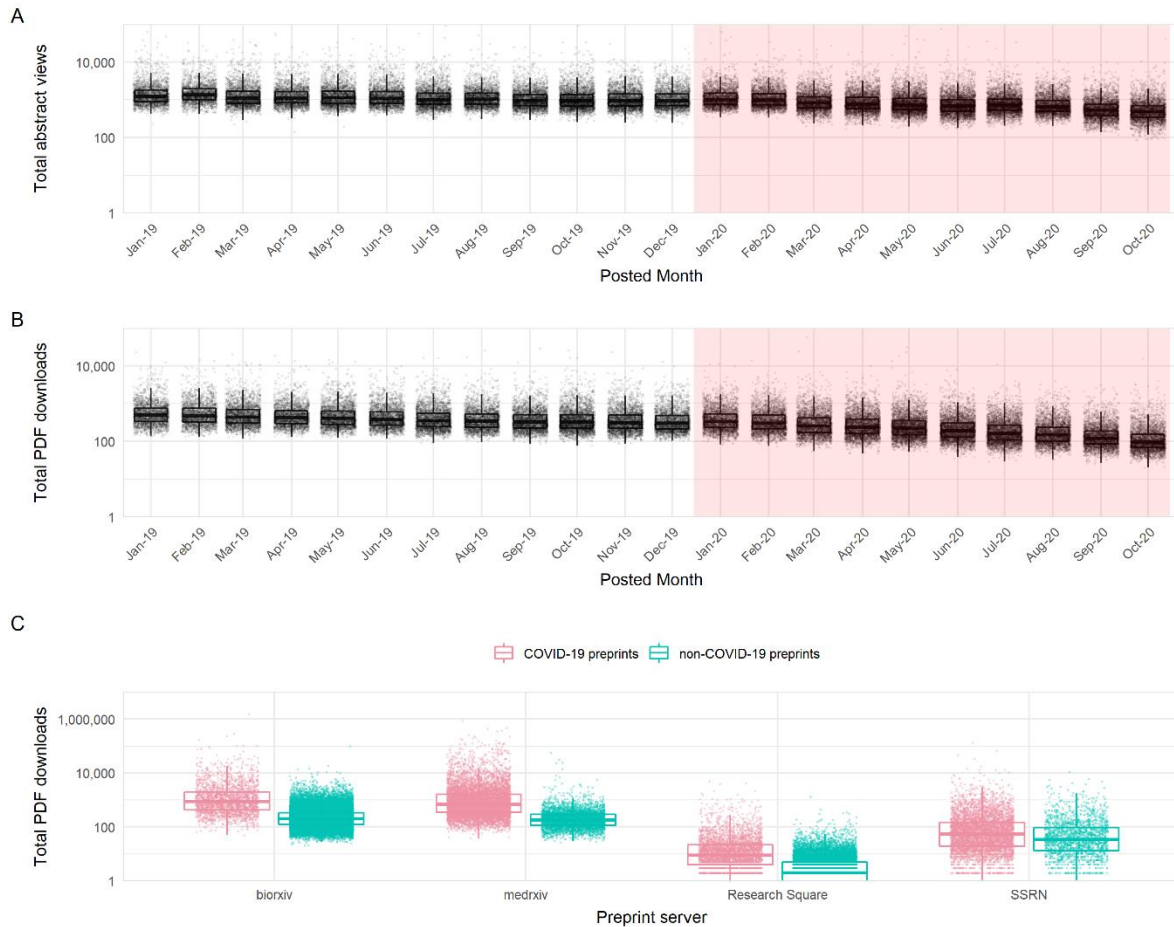 A
Total abstract views
10,000
100
1
Jan-19 Feb-19 Mar-19 Apr-19 May-19 Jun-19 Jul-19 Aug-19 Sep-19 Oct-19 Nov-19 Dec-19 Jan-20 Feb-20 Mar-20 Apr-20 May-20 Jun-20 Jul-20 Aug-20 Sep-20 Oct-20
Posted Month
B
Total PDF downloads
10,000
100
1
Jan-19 Feb-19 Mar-19 Apr-19 May-19 Jun-19 Jul-19 Aug-19 Sep-19 Oct-19 Nov-19 Dec-19 Jan-20 Feb-20 Mar-20 Apr-20 May-20 Jun-20 Jul-20 Aug-20 Sep-20 Oct-20
Posted Month
C
COVID-19 preprints non-COVID-19 preprints
Total PDF downloads
1,000,000
10,000
100
1
biorxiv medrxiv Research Square SSRN
Preprint server